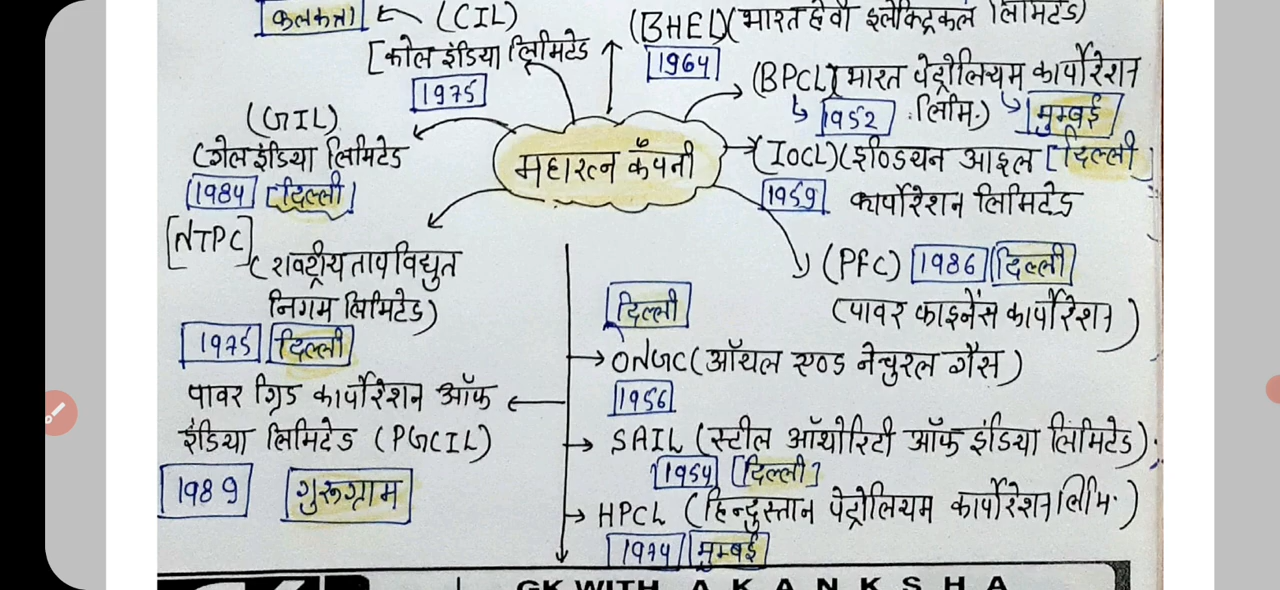 कलकत्ता
(CIL)
[कोल इंडिया लिमिटेड
1975
(BHEL)(भारत हेवी इलेक्ट्रिकल लिमिटेड)
1964
(BPCL)(भारत पेट्रोलियम कार्पोरेशन
1952 लिमि.) मुम्बई
(GIL)
(गेल इंडिया लिमिटेड
1984 [दिल्ली]
महारत्न कंपनी
(IOCL)(इण्डियन आइल [दिल्ली]
1959 कार्पोरेशन लिमिटेड
[NTPC]
(राष्ट्रीय ताप विद्युत
निगम लिमिटेड)
1975 दिल्ली
(PFC) 1986 दिल्ली
(पावर फाइनेंस कार्पोरेशन)
दिल्ली
ONGC (ऑयल एण्ड नेचुरल गैस)
1956
पावर ग्रिड कार्पोरेशन ऑफ
इंडिया लिमिटेड (PGCIL)
1989 गुरूग्राम
SAIL (स्टील ऑथोरिटी ऑफ इंडिया लिमिटेड)
1954 [दिल्ली]
HPCL (हिन्दुस्तान पेट्रोलियम कार्पोरेशन लिमि.)
1974 मुम्बई
GK WITH AKANKSHA